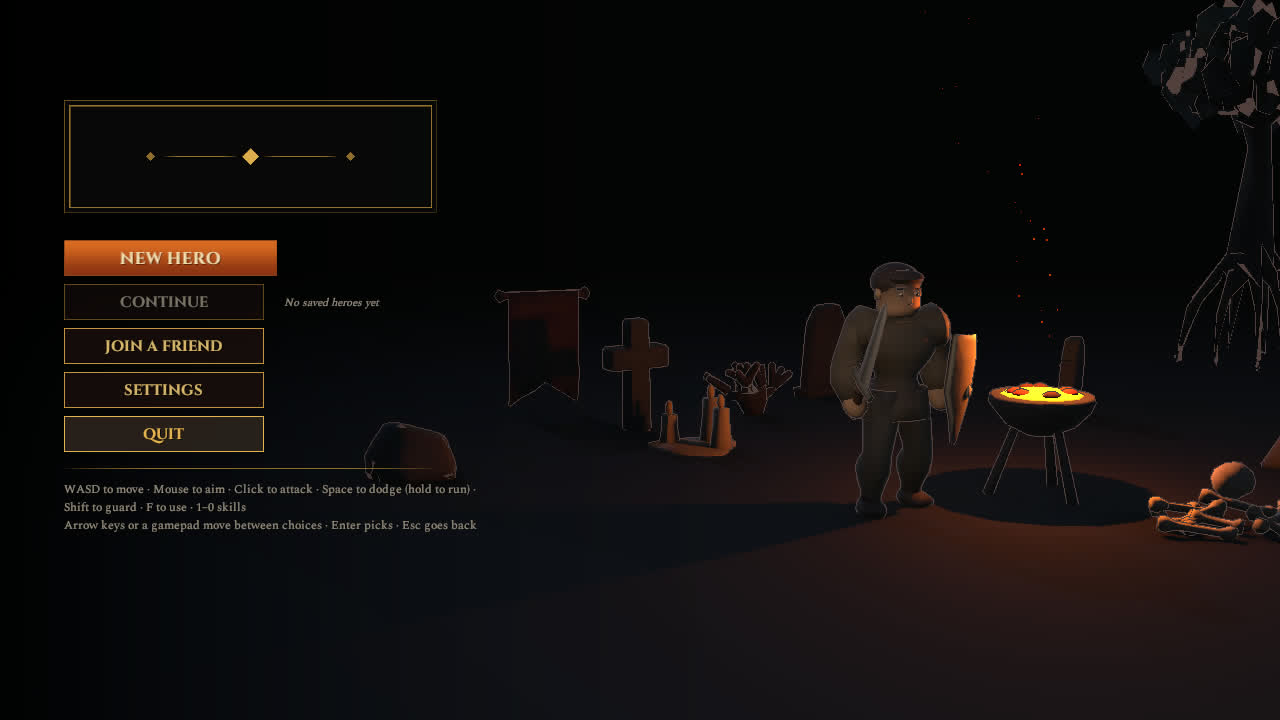 NEW HERO
CONTINUE
No saved heroes yet
JOIN A FRIEND
SETTINGS
QUIT
WASD to move · Mouse to aim · Click to attack · Space to dodge (hold to run) ·
Shift to guard · F to use · 1–0 skills
Arrow keys or a gamepad move between choices · Enter picks · Esc goes back